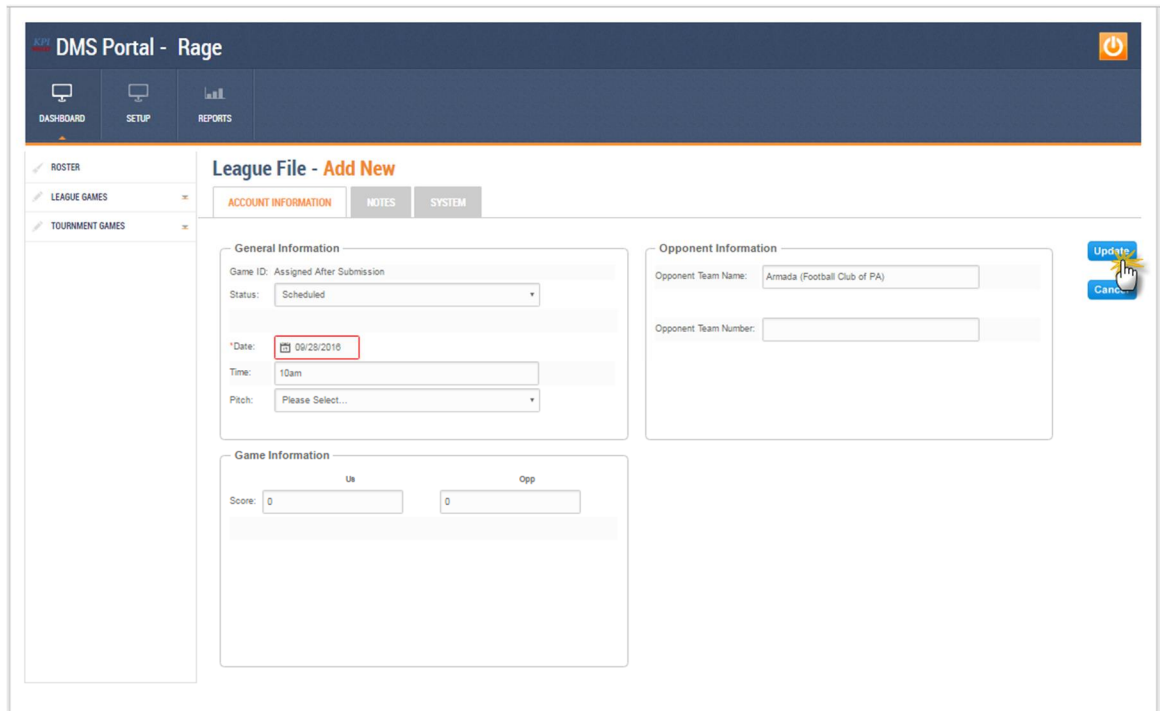 KPI
DMS Portal - Rage
DASHBOARD
SETUP
REPORTS
ROSTER
LEAGUE GAMES
TOURNMENT GAMES
League File - Add New
ACCOUNT INFORMATION
NOTES
SYSTEM
General Information
Game ID: Assigned After Submission
Status: Scheduled
*Date: 09/28/2016
Time: 10am
Pitch: Please Select...
Opponent Information
Opponent Team Name: Armada (Football Club of PA)
Opponent Team Number:
Update
Cancel
Game Information
Us Opp
Score: 0 0